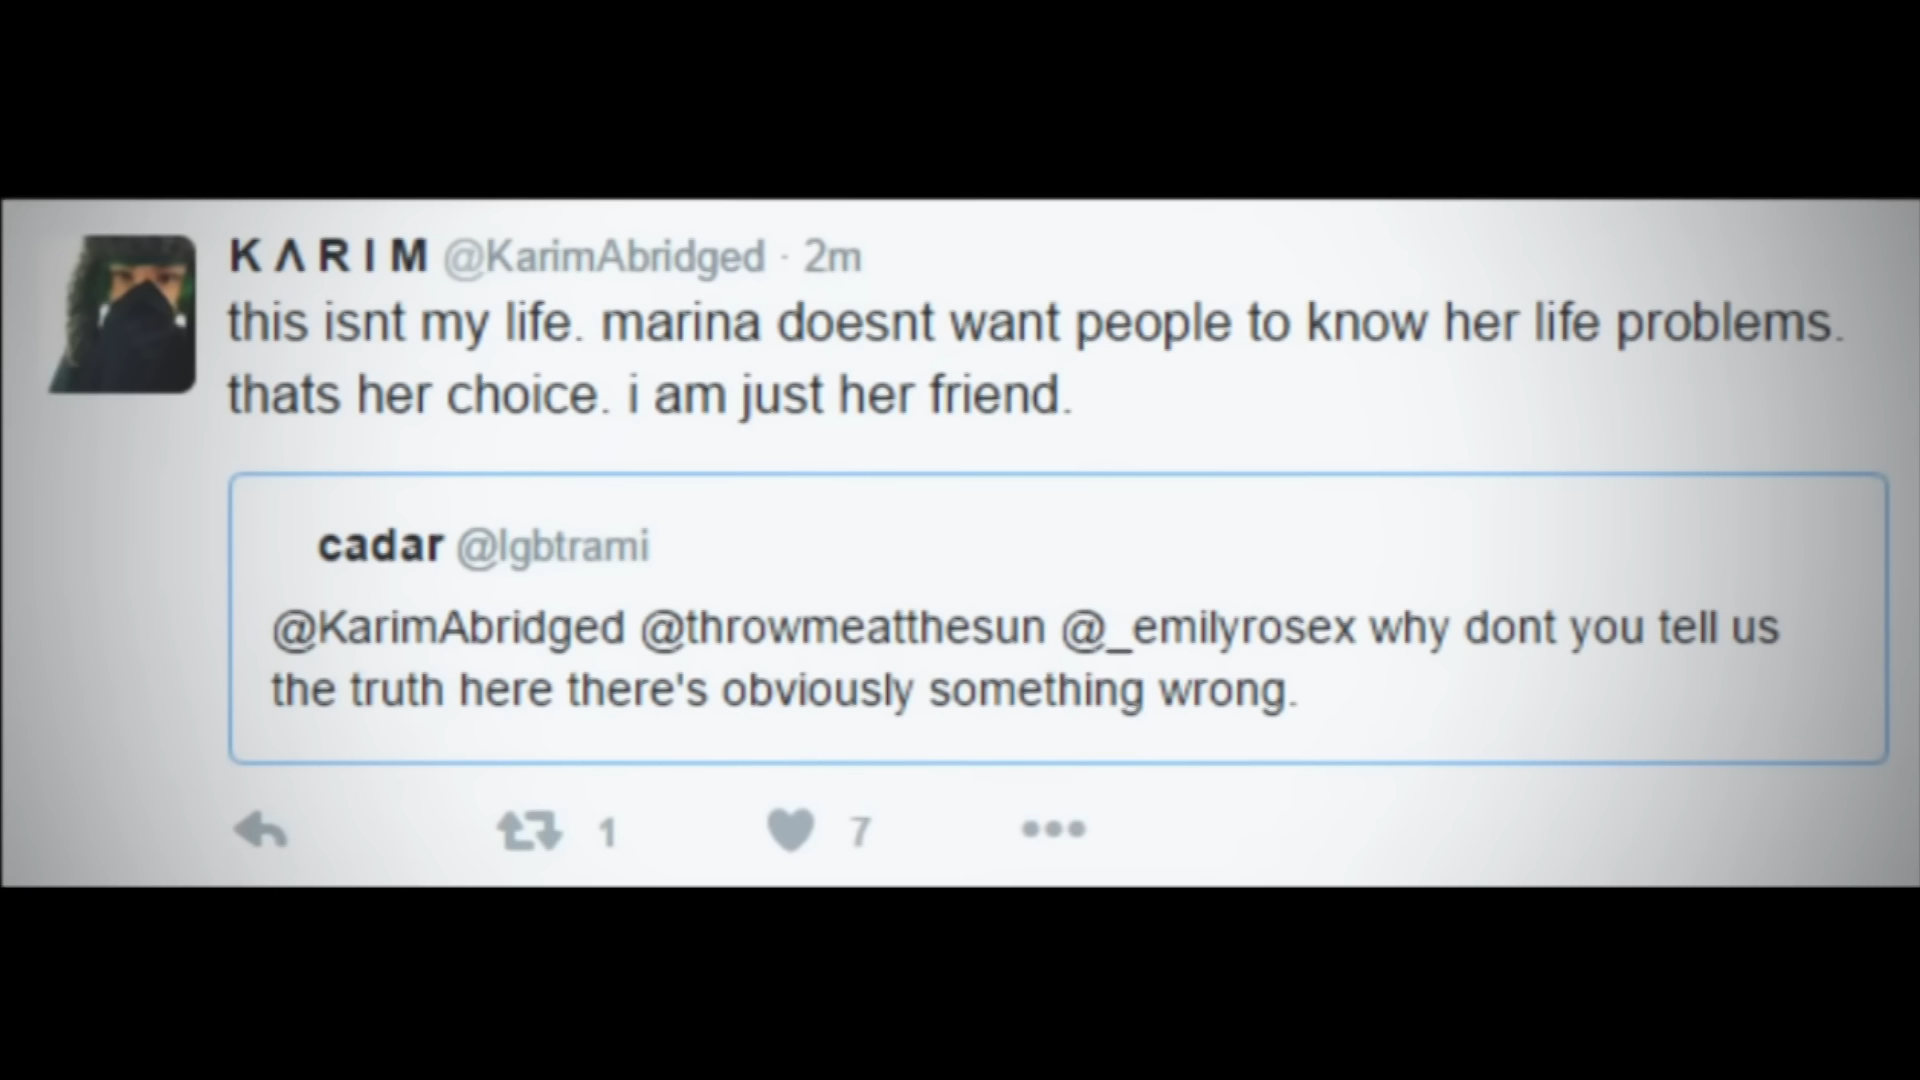 K Λ R I M @KarimAbridged · 2m
this isnt my life. marina doesnt want people to know her life problems.
thats her choice. i am just her friend.
cadar @lgbtrami
@KarimAbridged @throwmeatthesun @_emilyrosex why dont you tell us
the truth here there's obviously something wrong.
1 7